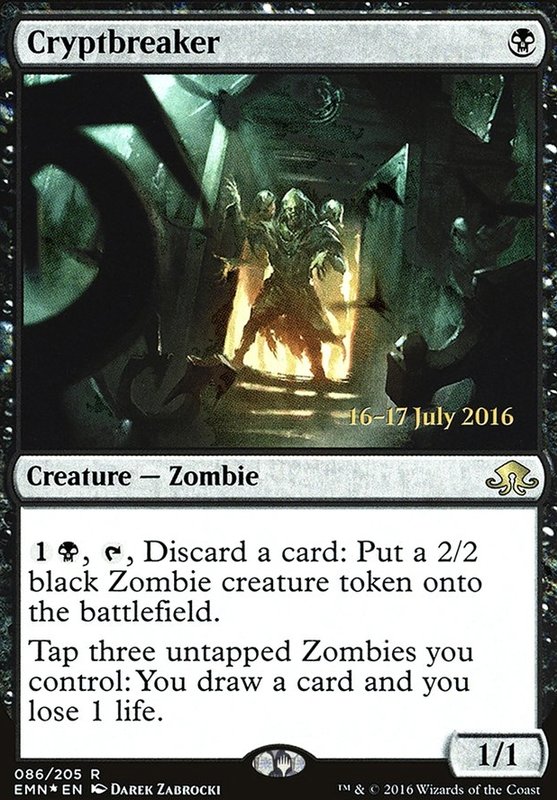 Cryptbreaker
16–17 July 2016
Creature — Zombie
1 , , Discard a card: Put a 2/2
black Zombie creature token onto
the battlefield.
Tap three untapped Zombies you
control: You draw a card and you
lose 1 life.
1/1
086/205 R
EMN★EN Darek Zabrocki
™ & © 2016 Wizards of the Coast